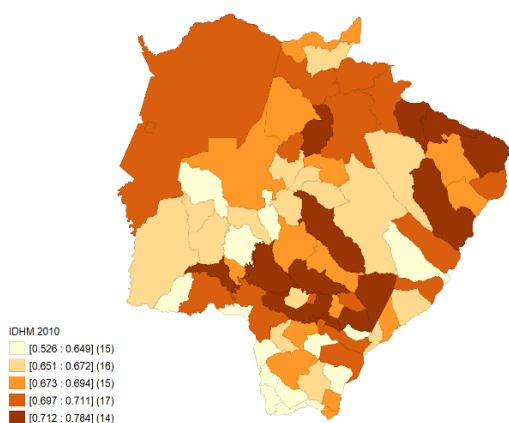 IDHM 2010
[0.526 : 0.649] (15)
[0.651 : 0.672] (16)
[0.673 : 0.694] (15)
[0.697 : 0.711] (17)
[0.712 : 0.784] (14)